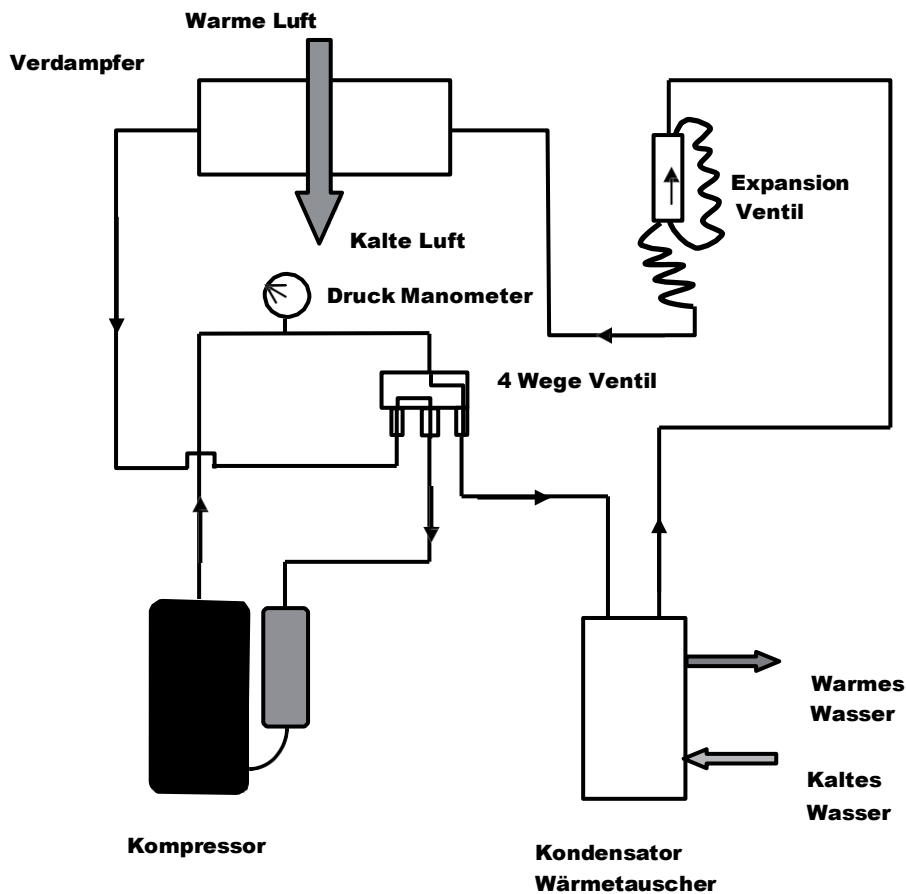 Warme Luft
Verdampfer
Expansion
Ventil
Kalte Luft
Druck Manometer
4 Wege Ventil
Warmes
Wasser
Kaltes
Wasser
Kompressor
Kondensator
Wärmetauscher